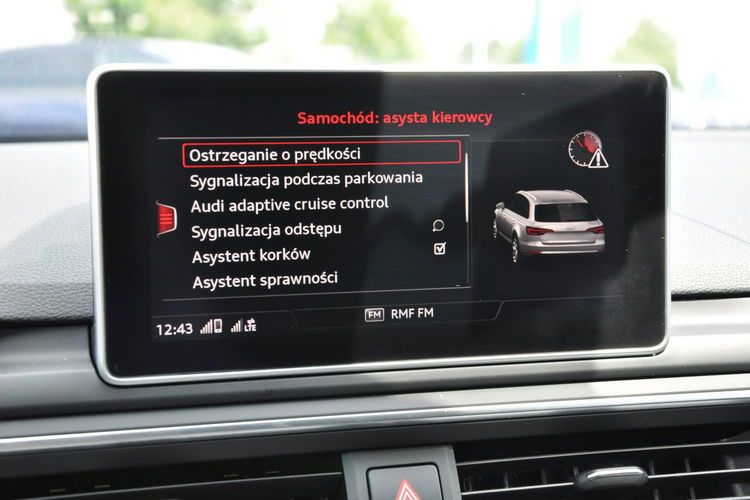 Samochód: asysta kierowcy
Ostrzeganie o prędkości
Sygnalizacja podczas parkowania
Audi adaptive cruise control
Sygnalizacja odstępu
Asystent korków
Asystent sprawności
12:43 LTE FM RMF FM